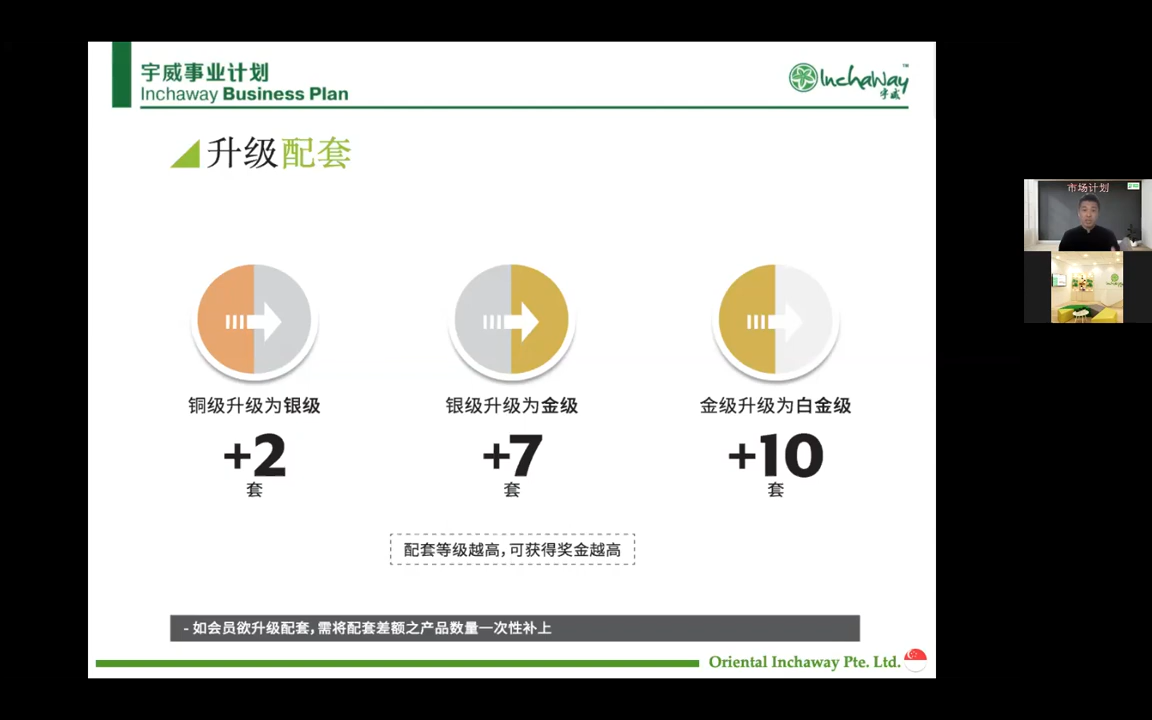 宇威事业计划
Inchaway Business Plan
Inchaway™
宇威
升级配套
铜级升级为银级
+2
套
银级升级为金级
+7
套
金级升级为白金级
+10
套
配套等级越高,可获得奖金越高
- 如会员欲升级配套,需将配套差额之产品数量一次性补上
Oriental Inchaway Pte. Ltd.
市场计划